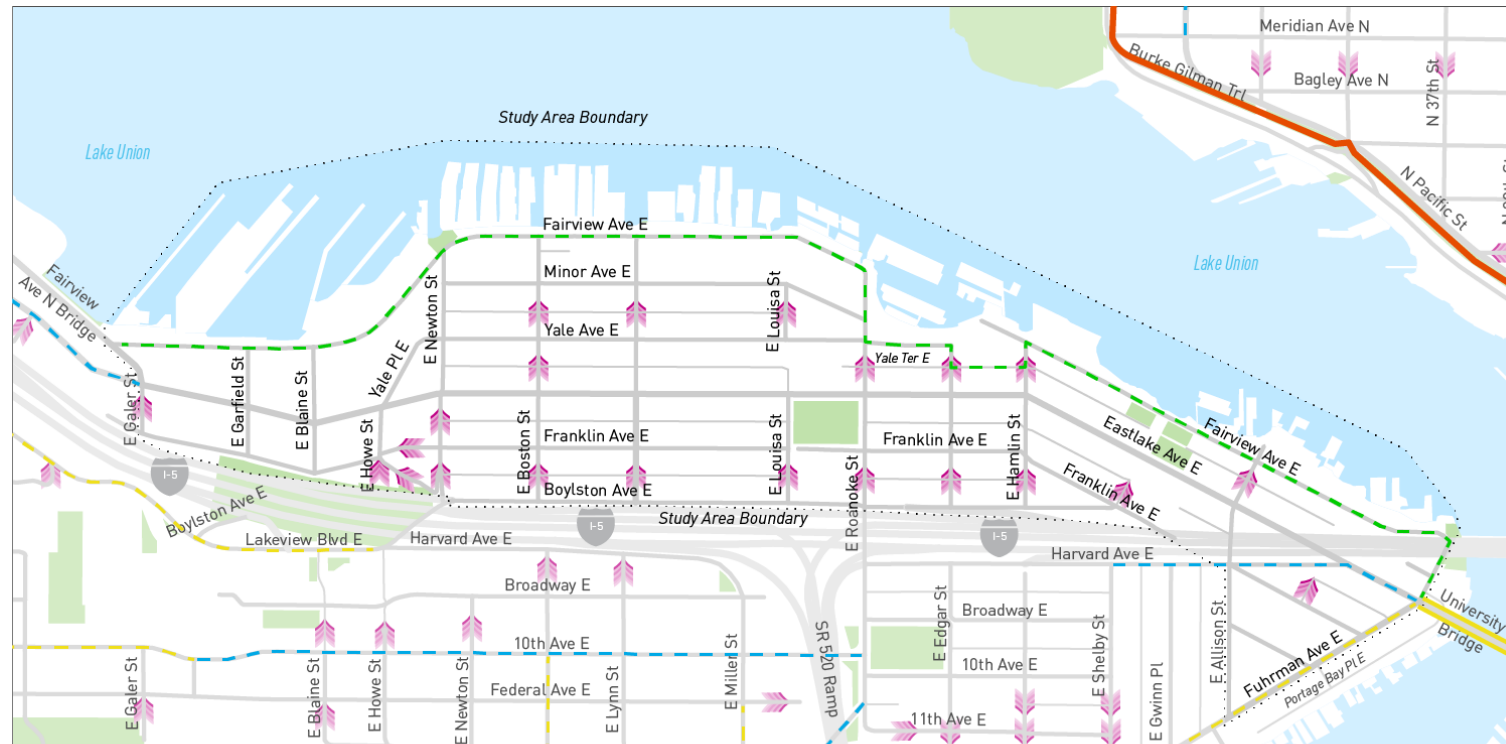 Meridian Ave N
Burke Gilman Trl
Bagley Ave N
N 37th St
Study Area Boundary
Lake Union
N Pacific St
Fairview Ave E
Lake Union
Fairview
Ave N Bridge
Minor Ave E
E Newton St
E Louisa St
Yale Ave E
Yale Pl E
Yale Ter E
E Galer St
E Garfield St
E Blaine St
E Howe St
E Boston St
Franklin Ave E
E Louisa St
Franklin Ave E
E Hamlin St
Eastlake Ave E
Fairview Ave E
Franklin Ave E
I-5
Boylston Ave E
Boylston Ave E
Study Area Boundary
I-5
E Roanoke St
I-5
Lakeview Blvd E
Harvard Ave E
Harvard Ave E
Broadway E
Broadway E
University
Bridge
10th Ave E
SR 520 Ramp
E Edgar St
E Shelby St
E Allison St
E Galer St
E Blaine St
E Howe St
E Newton St
E Lynn St
E Miller St
10th Ave E
E Gwinn Pl
Fuhrman Ave E
Portage Bay Pl E
Federal Ave E
11th Ave E